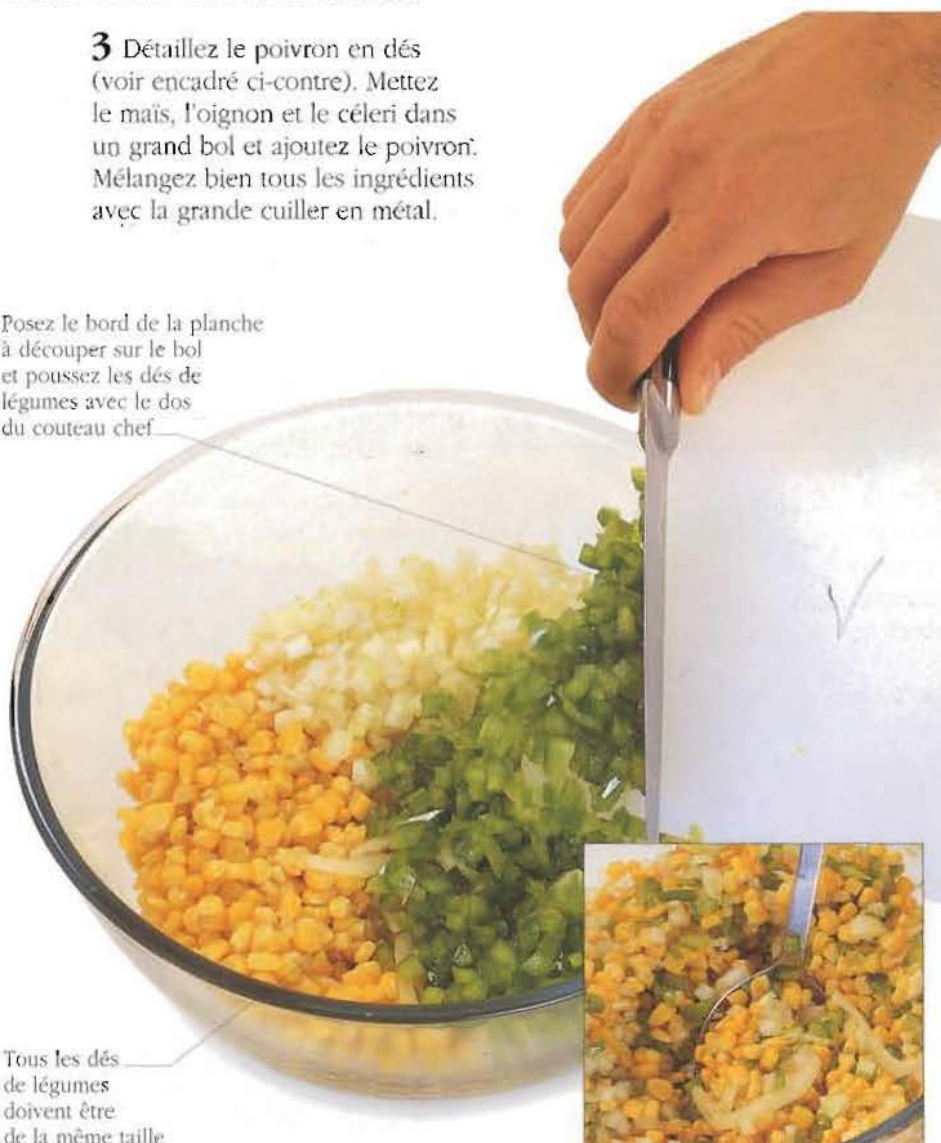 3 Détaillez le poivron en dés
(voir encadré ci-contre). Mettez
le maïs, l'oignon et le céleri dans
un grand bol et ajoutez le poivron.
Mélangez bien tous les ingrédients
avec la grande cuiller en métal.
Posez le bord de la planche
à découper sur le bol
et poussez les dés de
légumes avec le dos
du couteau chef
Tous les dés
de légumes
doivent être
de la même taille